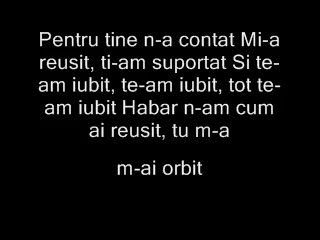 Pentru tine n-a contat Mi-a
reusit, ti-am suportat Si te-
am iubit, te-am iubit, tot te-
am iubit Habar n-am cum
ai reusit, tu m-a
m-ai orbit